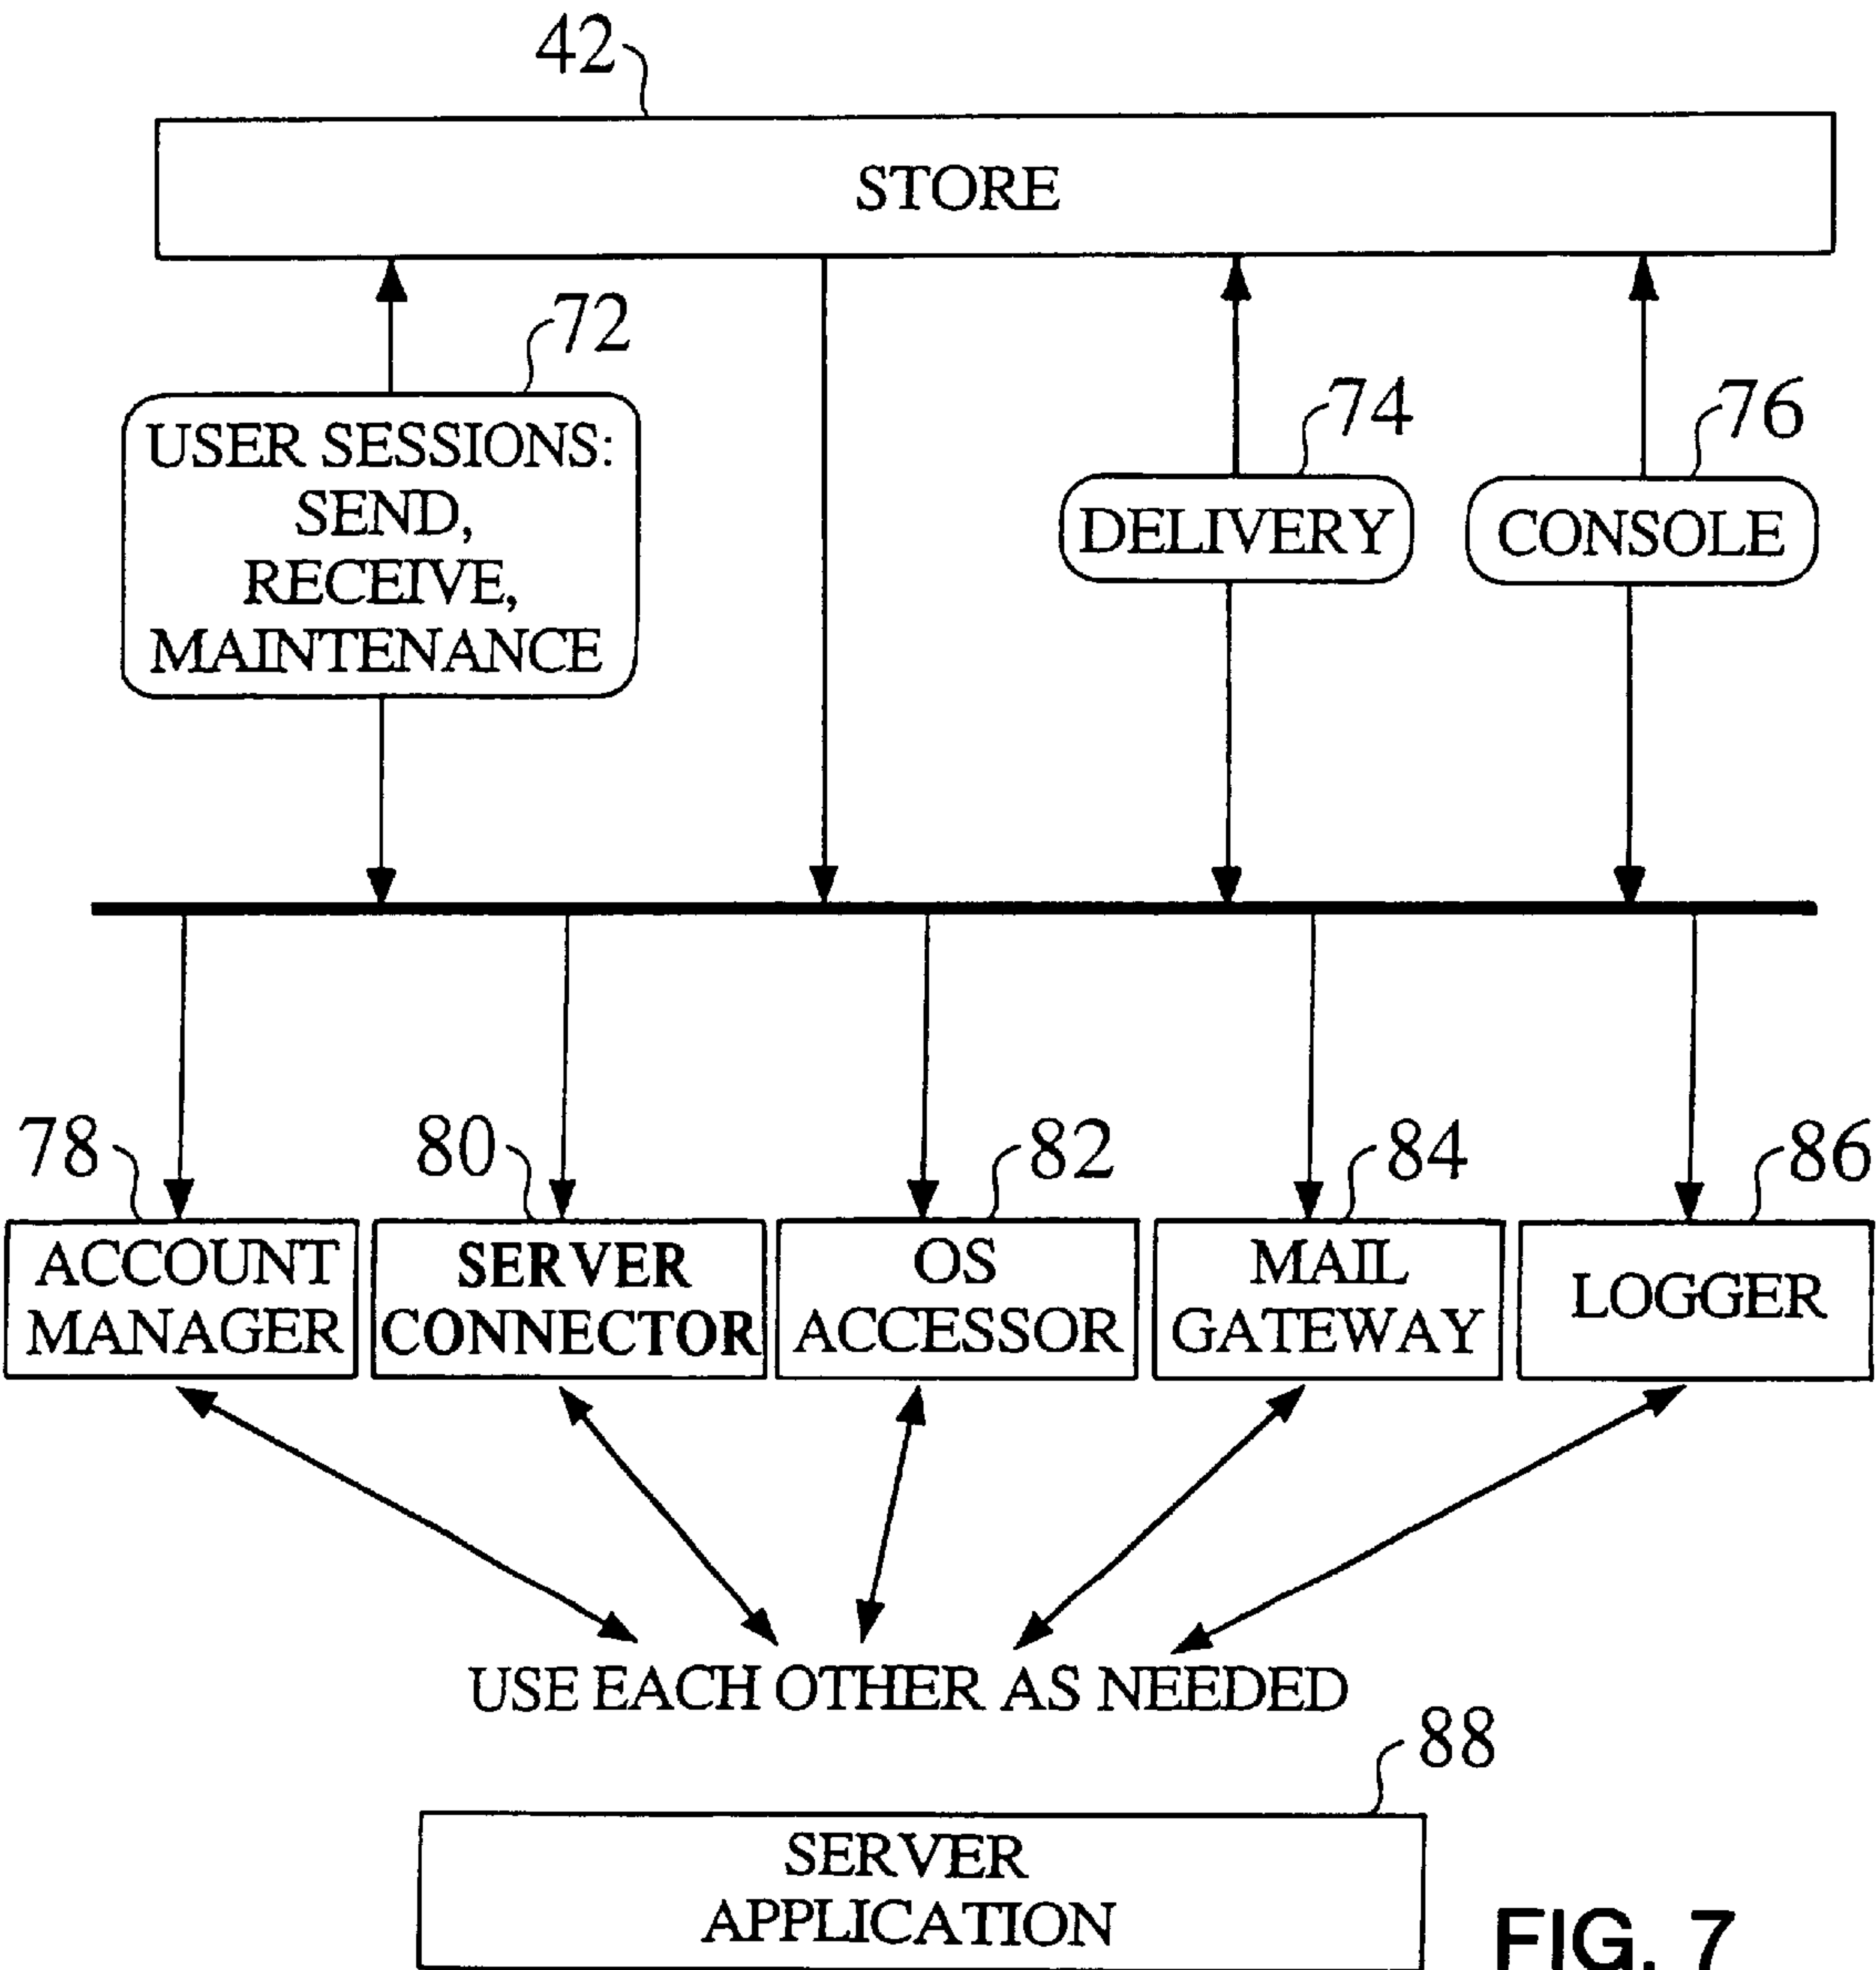 42
STORE
72
USER SESSIONS:
SEND,
RECEIVE,
MAINTENANCE
74
DELIVERY
76
CONSOLE
78
ACCOUNT
MANAGER
80
SERVER
CONNECTOR
82
OS
ACCESSOR
84
MAIL
GATEWAY
86
LOGGER
USE EACH OTHER AS NEEDED
88
SERVER
APPLICATION
FIG. 7